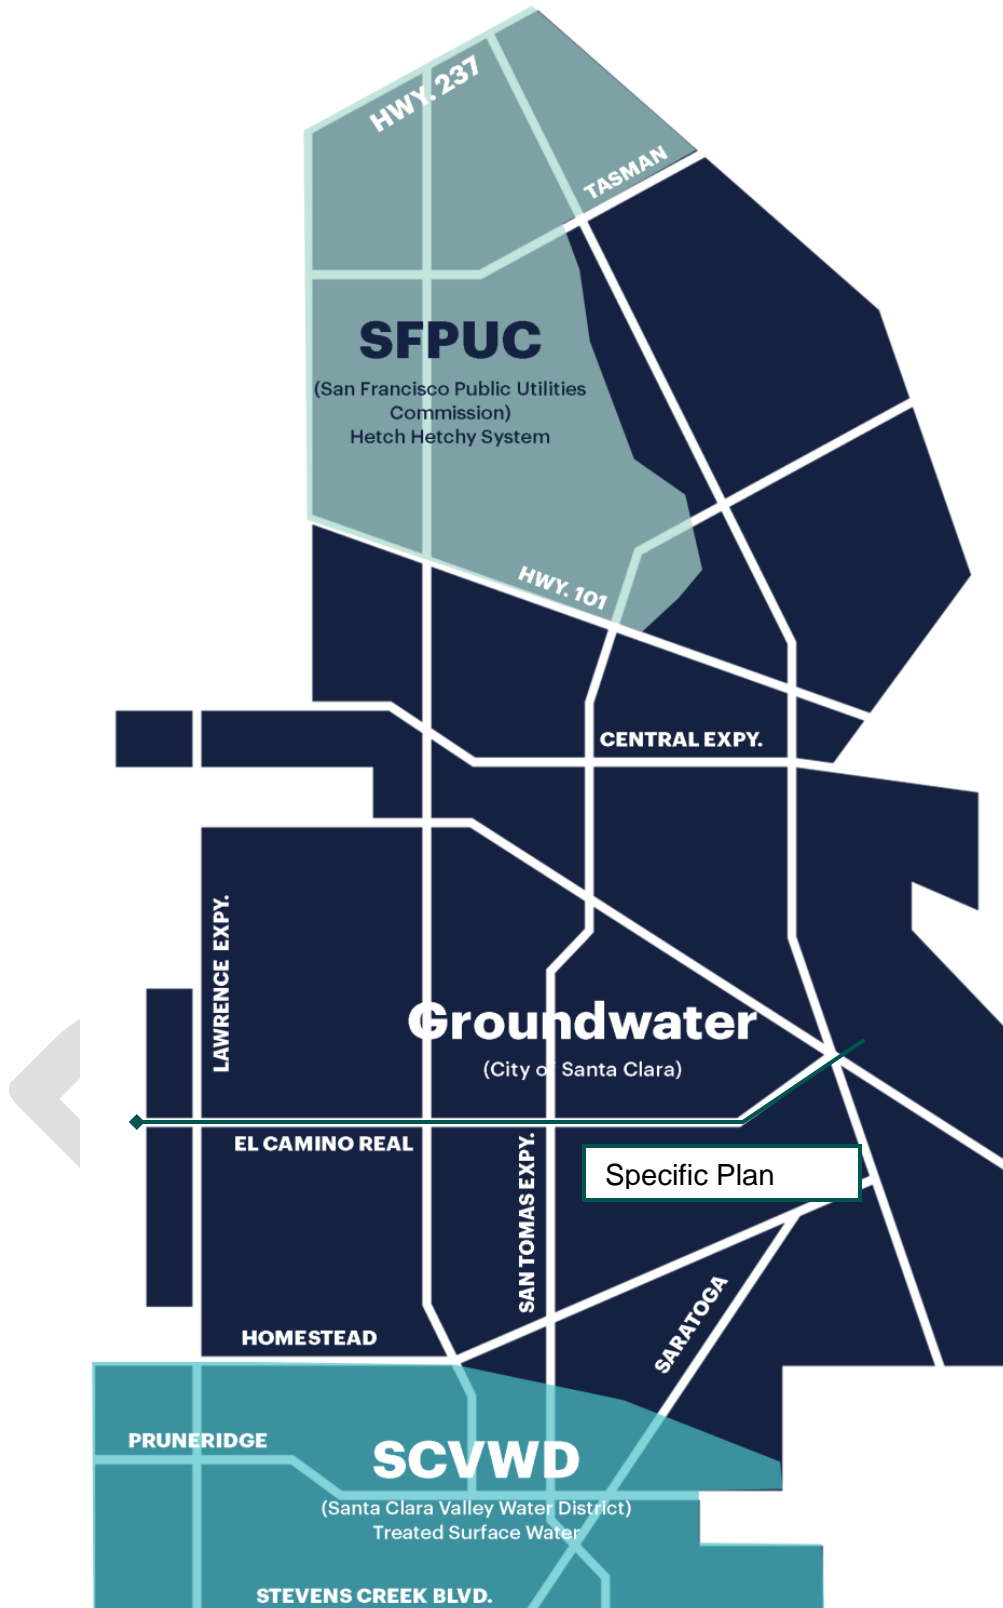 HWY. 237
TASMAN
SFPUC
(San Francisco Public Utilities
Commission)
Hetch Hetchy System
HWY. 101
CENTRAL EXPY.
LAWRENCE EXPY.
Groundwater
(City of Santa Clara)
EL CAMINO REAL
SAN TOMAS EXPY.
Specific Plan
HOMESTEAD
SARATOGA
PRUNERIDGE
SCVWD
(Santa Clara Valley Water District)
Treated Surface Water
STEVENS CREEK BLVD.